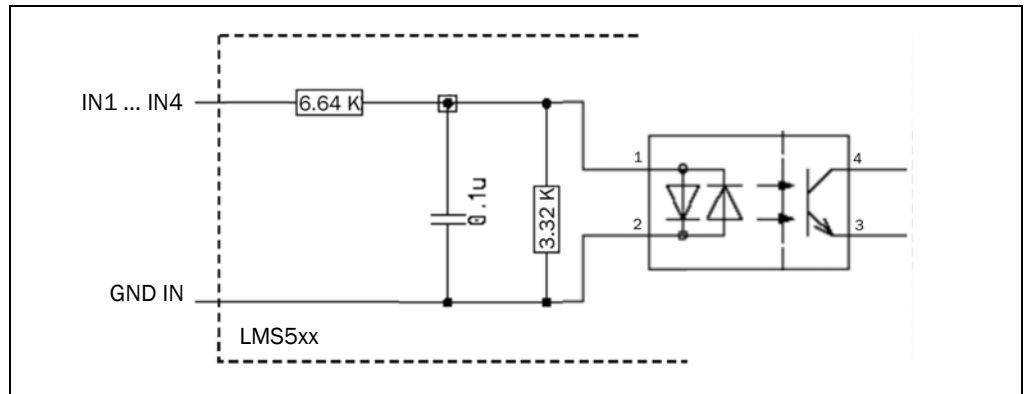 IN1 ... IN4
6.64 K
0.1u
3.32 K
1
2
4
3
GND IN
LMS5xx